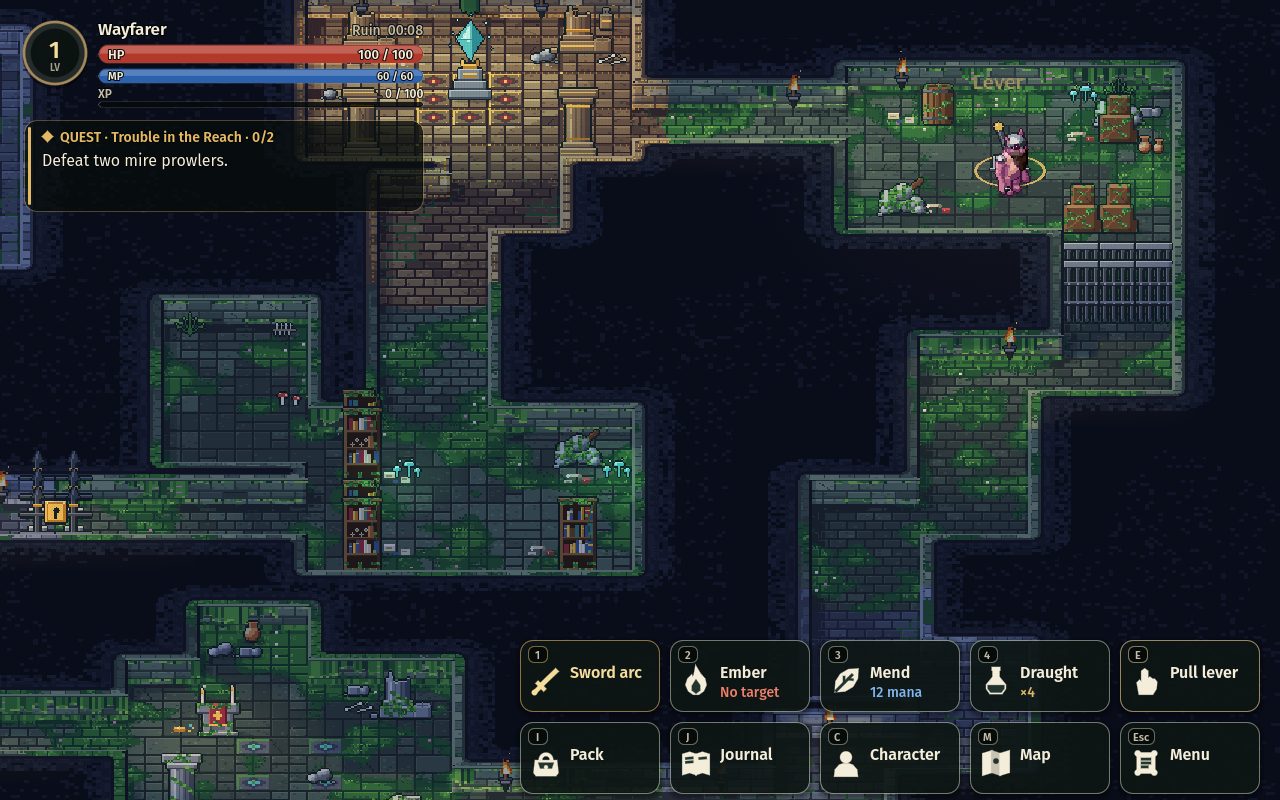 1
LV
Wayfarer
Ruin 00:08
HP 100 / 100
MP 60 / 60
XP 0 / 100
QUEST · Trouble in the Reach · 0/2
Defeat two mire prowlers.
Lever
1 Sword arc
2 Ember
No target
3 Mend
12 mana
4 Draught
×4
E Pull lever
I Pack
J Journal
C Character
M Map
Esc Menu